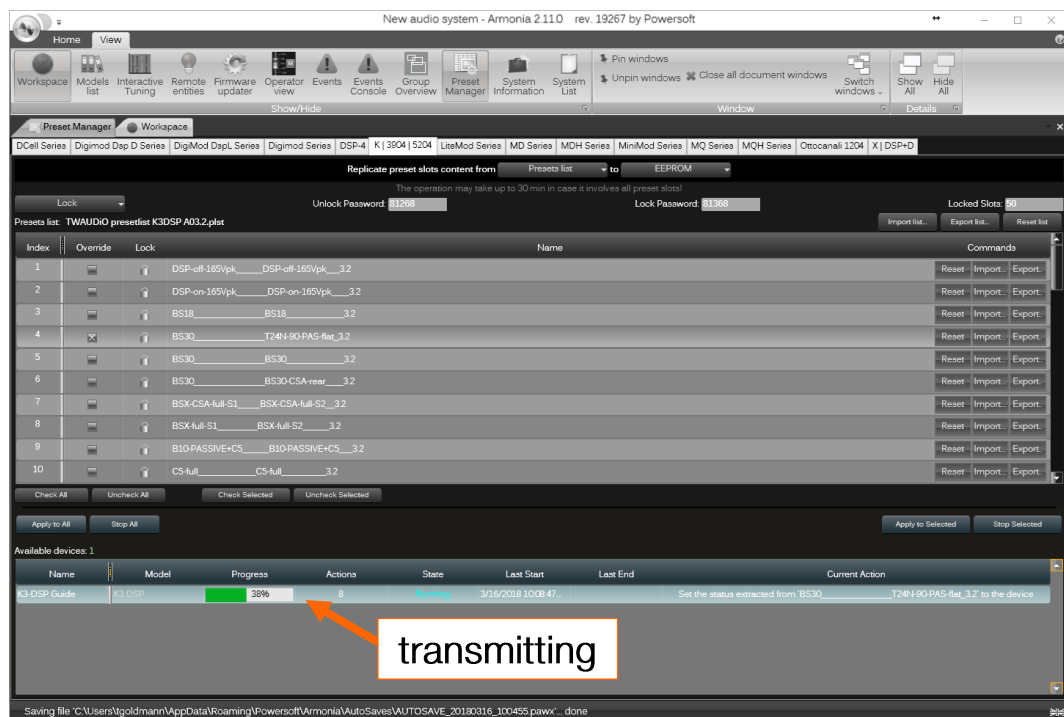 New audio system - Armonía 2.11.0 rev. 19267 by Powersoft
Home View
Workspace Models list Interactive Tuning Remote entities Firmware updater Operator view Events Events Console Group Overview Preset Manager System Information System List
Pin windows
Unpin windows Close all document windows Switch windows Show All Hide All
Show/Hide Window Details
Preset Manager Workspace
DCell Series Digimod Dap D Series DigiMod DapL Series Digimod Series DSP-4 K | 3904 | 5204 LiteMod Series MD Series MDH Series MiniMod Series MQ Series MQH Series Ottocanali 1204 X | DSP+D
Replicate preset slots content from Presets list to EEPROM
The operation may take up to 30 min in case it involves all preset slots!
Lock Unlock Password: 81268 Lock Password: 81368 Locked Slots: 50
Presets list: TWAUDiO presetlist K3DSP A03.2.plst Import list... Export list... Reset list
Index Override Lock Name Commands
1 DSP-off-165Vpk_____DSP-off-165Vpk___3.2 Reset Import... Export..
2 DSP-on-165Vpk______DSP-on-165Vpk____3.2 Reset Import... Export..
3 BS18________________BS18______________3.2 Reset Import... Export..
4 BS30________________T24N-90-PAS-flat_3.2 Reset Import... Export..
5 BS30________________BS30______________3.2 Reset Import... Export..
6 BS30________________BS30-CSA-rear____3.2 Reset Import... Export..
7 BSX-CSA-full-S1_____BSX-CSA-full-S2__3.2 Reset Import... Export..
8 BSX-full-S1_________BSX-full-S2______3.2 Reset Import... Export..
9 B10-PASSIVE+C5______B10-PASSIVE+C5___3.2 Reset Import... Export..
10 C5-full_____________C5-full__________3.2 Reset Import... Export..
Check All Uncheck All Check Selected Uncheck Selected
Apply to All Stop All Apply to Selected Stop Selected
Available devices: 1
Name Model Progress Actions State Last Start Last End Current Action
K3-DSP Guide K3 DSP 38% 8 Running 3/16/2018 10:08:47... Set the status extracted from 'BS30________________T24N-90-PAS-flat_3.2' to the device
transmitting
Saving file 'C:\Users\tgoldmann\AppData\Roaming\Powersoft\Armonía\AutoSaves\AUTOSAVE_20180316_100455.pawx'... done